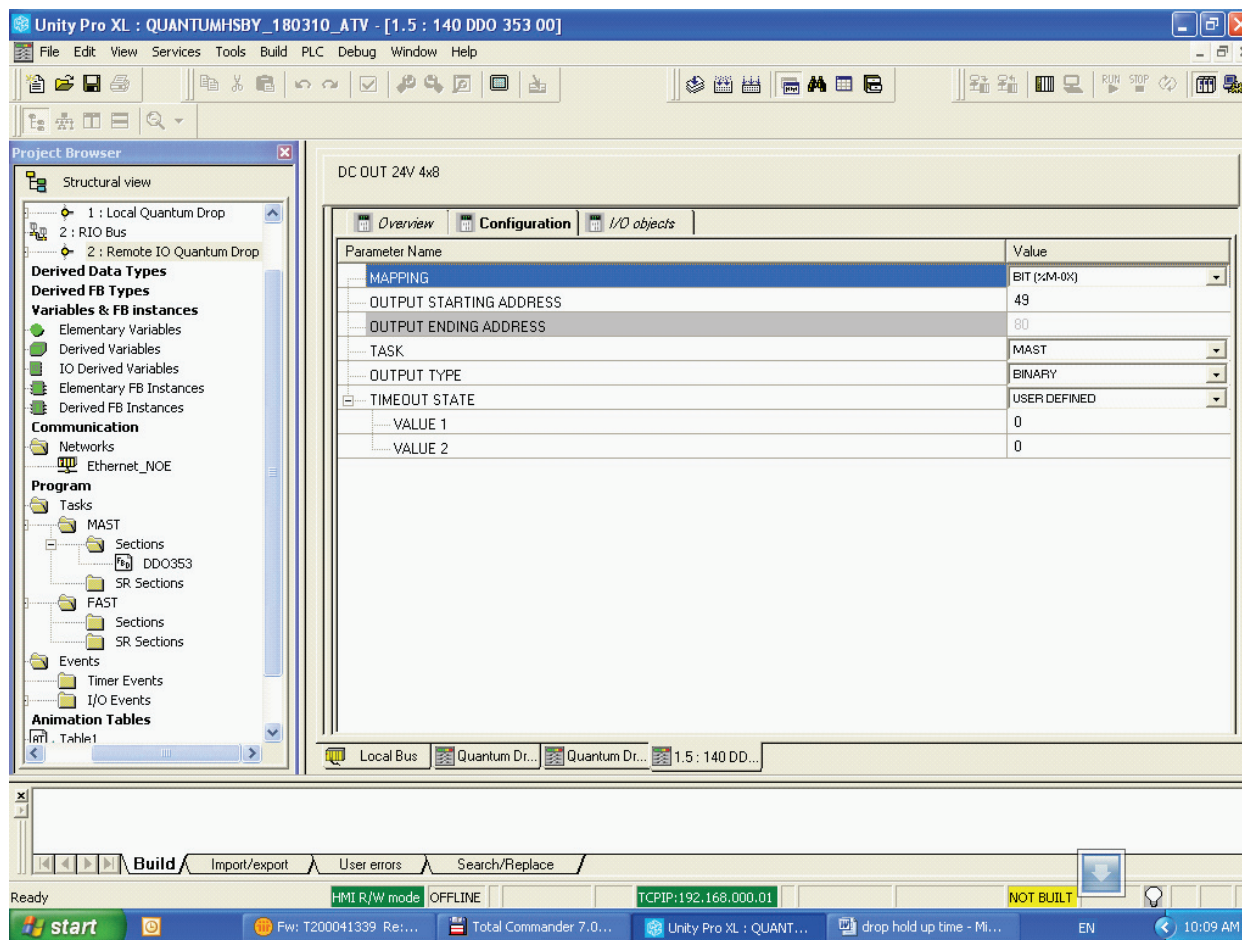 Unity Pro XL : QUANTUMHSBY_180310_ATV - [1.5 : 140 DDO 353 00]
File Edit View Services Tools Build PLC Debug Window Help
RUN STOP
Project Browser
Structural view
1 : Local Quantum Drop
2 : RIO Bus
2 : Remote IO Quantum Drop
Derived Data Types
Derived FB Types
Variables & FB instances
Elementary Variables
Derived Variables
IO Derived Variables
Elementary FB Instances
Derived FB Instances
Communication
Networks
Ethernet_NOE
Program
Tasks
MAST
Sections
DDO353
SR Sections
FAST
Sections
SR Sections
Events
Timer Events
I/O Events
Animation Tables
Table1
DC OUT 24V 4x8
Overview Configuration I/O objects
Parameter Name Value
MAPPING BIT (%M-0X)
OUTPUT STARTING ADDRESS 49
OUTPUT ENDING ADDRESS 80
TASK MAST
OUTPUT TYPE BINARY
TIMEOUT STATE USER DEFINED
VALUE 1 0
VALUE 2 0
Local Bus Quantum Dr... Quantum Dr... 1.5 : 140 DD...
Build Import/export User errors Search/Replace
Ready HMI R/W mode OFFLINE TCPIP:192.168.000.01 NOT BUILT
start Fw: T200041339 Re:... Total Commander 7.0... Unity Pro XL : QUANT... drop hold up time - Mi... EN 10:09 AM